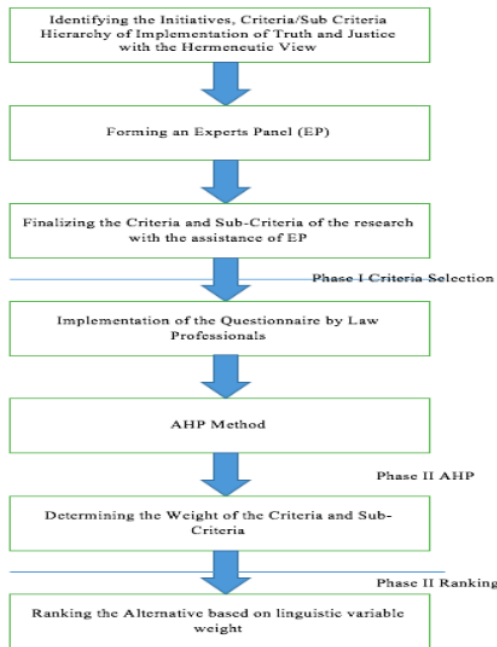 Identifying the Initiatives, Criteria/Sub Criteria
Hierarchy of Implementation of Truth and Justice
with the Hermeneutic View
Forming an Experts Panel (EP)
Finalizing the Criteria and Sub-Criteria of the research
with the assistance of EP
Phase I Criteria Selection
Implementation of the Questionnaire by Law
Professionals
AHP Method
Phase II AHP
Determining the Weight of the Criteria and Sub-
Criteria
Phase II Ranking
Ranking the Alternative based on linguistic variable
weight